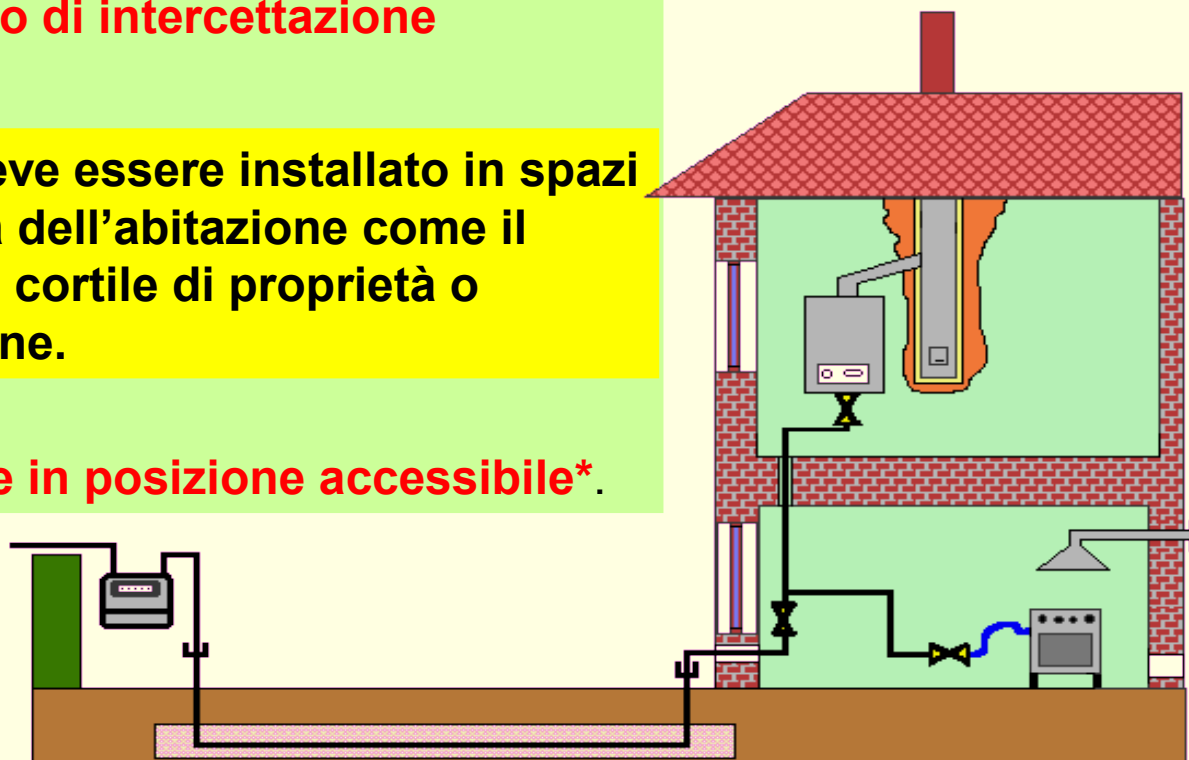 o di intercettazione
eve essere installato in spazi
dell’abitazione come il
cortile di proprietà o
ne.
e in posizione accessibile*.